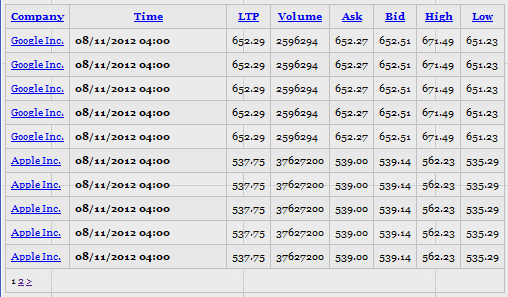 Company Time LTP Volume Ask Bid High Low
Google Inc. 08/11/2012 04:00 652.29 2596294 652.27 652.51 671.49 651.23
Google Inc. 08/11/2012 04:00 652.29 2596294 652.27 652.51 671.49 651.23
Google Inc. 08/11/2012 04:00 652.29 2596294 652.27 652.51 671.49 651.23
Google Inc. 08/11/2012 04:00 652.29 2596294 652.27 652.51 671.49 651.23
Google Inc. 08/11/2012 04:00 652.29 2596294 652.27 652.51 671.49 651.23
Apple Inc. 08/11/2012 04:00 537.75 37627200 539.00 539.14 562.23 535.29
Apple Inc. 08/11/2012 04:00 537.75 37627200 539.00 539.14 562.23 535.29
Apple Inc. 08/11/2012 04:00 537.75 37627200 539.00 539.14 562.23 535.29
Apple Inc. 08/11/2012 04:00 537.75 37627200 539.00 539.14 562.23 535.29
Apple Inc. 08/11/2012 04:00 537.75 37627200 539.00 539.14 562.23 535.29
1 2 >